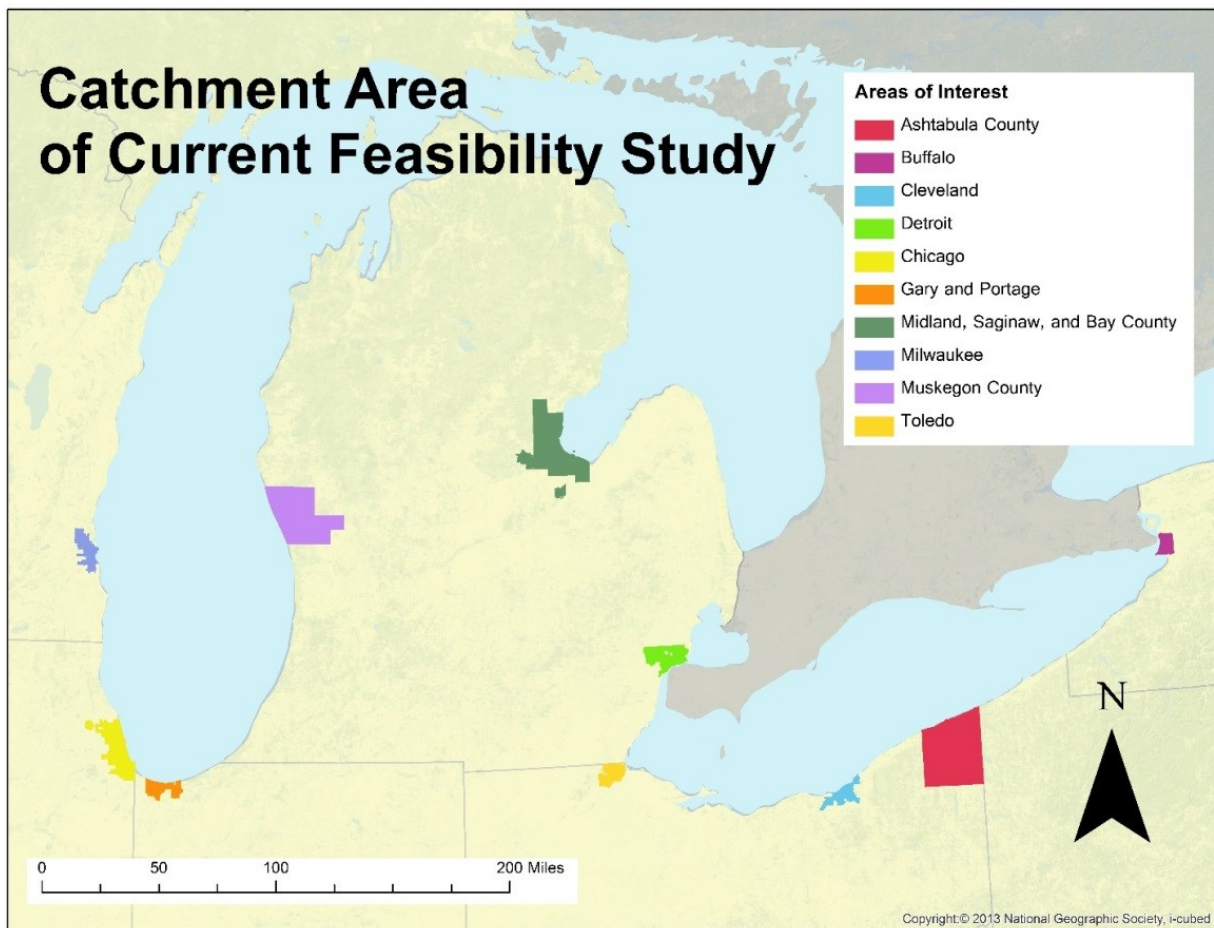 Catchment Area
of Current Feasibility Study
Areas of Interest
Ashtabula County
Buffalo
Cleveland
Detroit
Chicago
Gary and Portage
Midland, Saginaw, and Bay County
Milwaukee
Muskegon County
Toledo
N
0 50 100 200 Miles
Copyright:© 2013 National Geographic Society, i-cubed